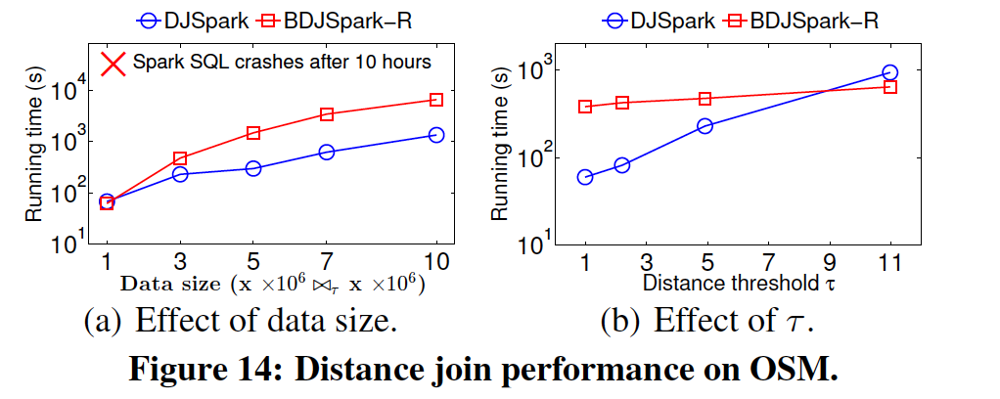 DJSpark BDJSpark−R
Spark SQL crashes after 10 hours
Running time (s)
10^4
10^3
10^2
10^1
1 3 5 7 10
Data size (x ×10^6 ⋈_τ x ×10^6)
(a) Effect of data size.
DJSpark BDJSpark−R
Running time (s)
10^3
10^2
10^1
1 3 5 7 9 11
Distance threshold τ
(b) Effect of τ.
Figure 14: Distance join performance on OSM.